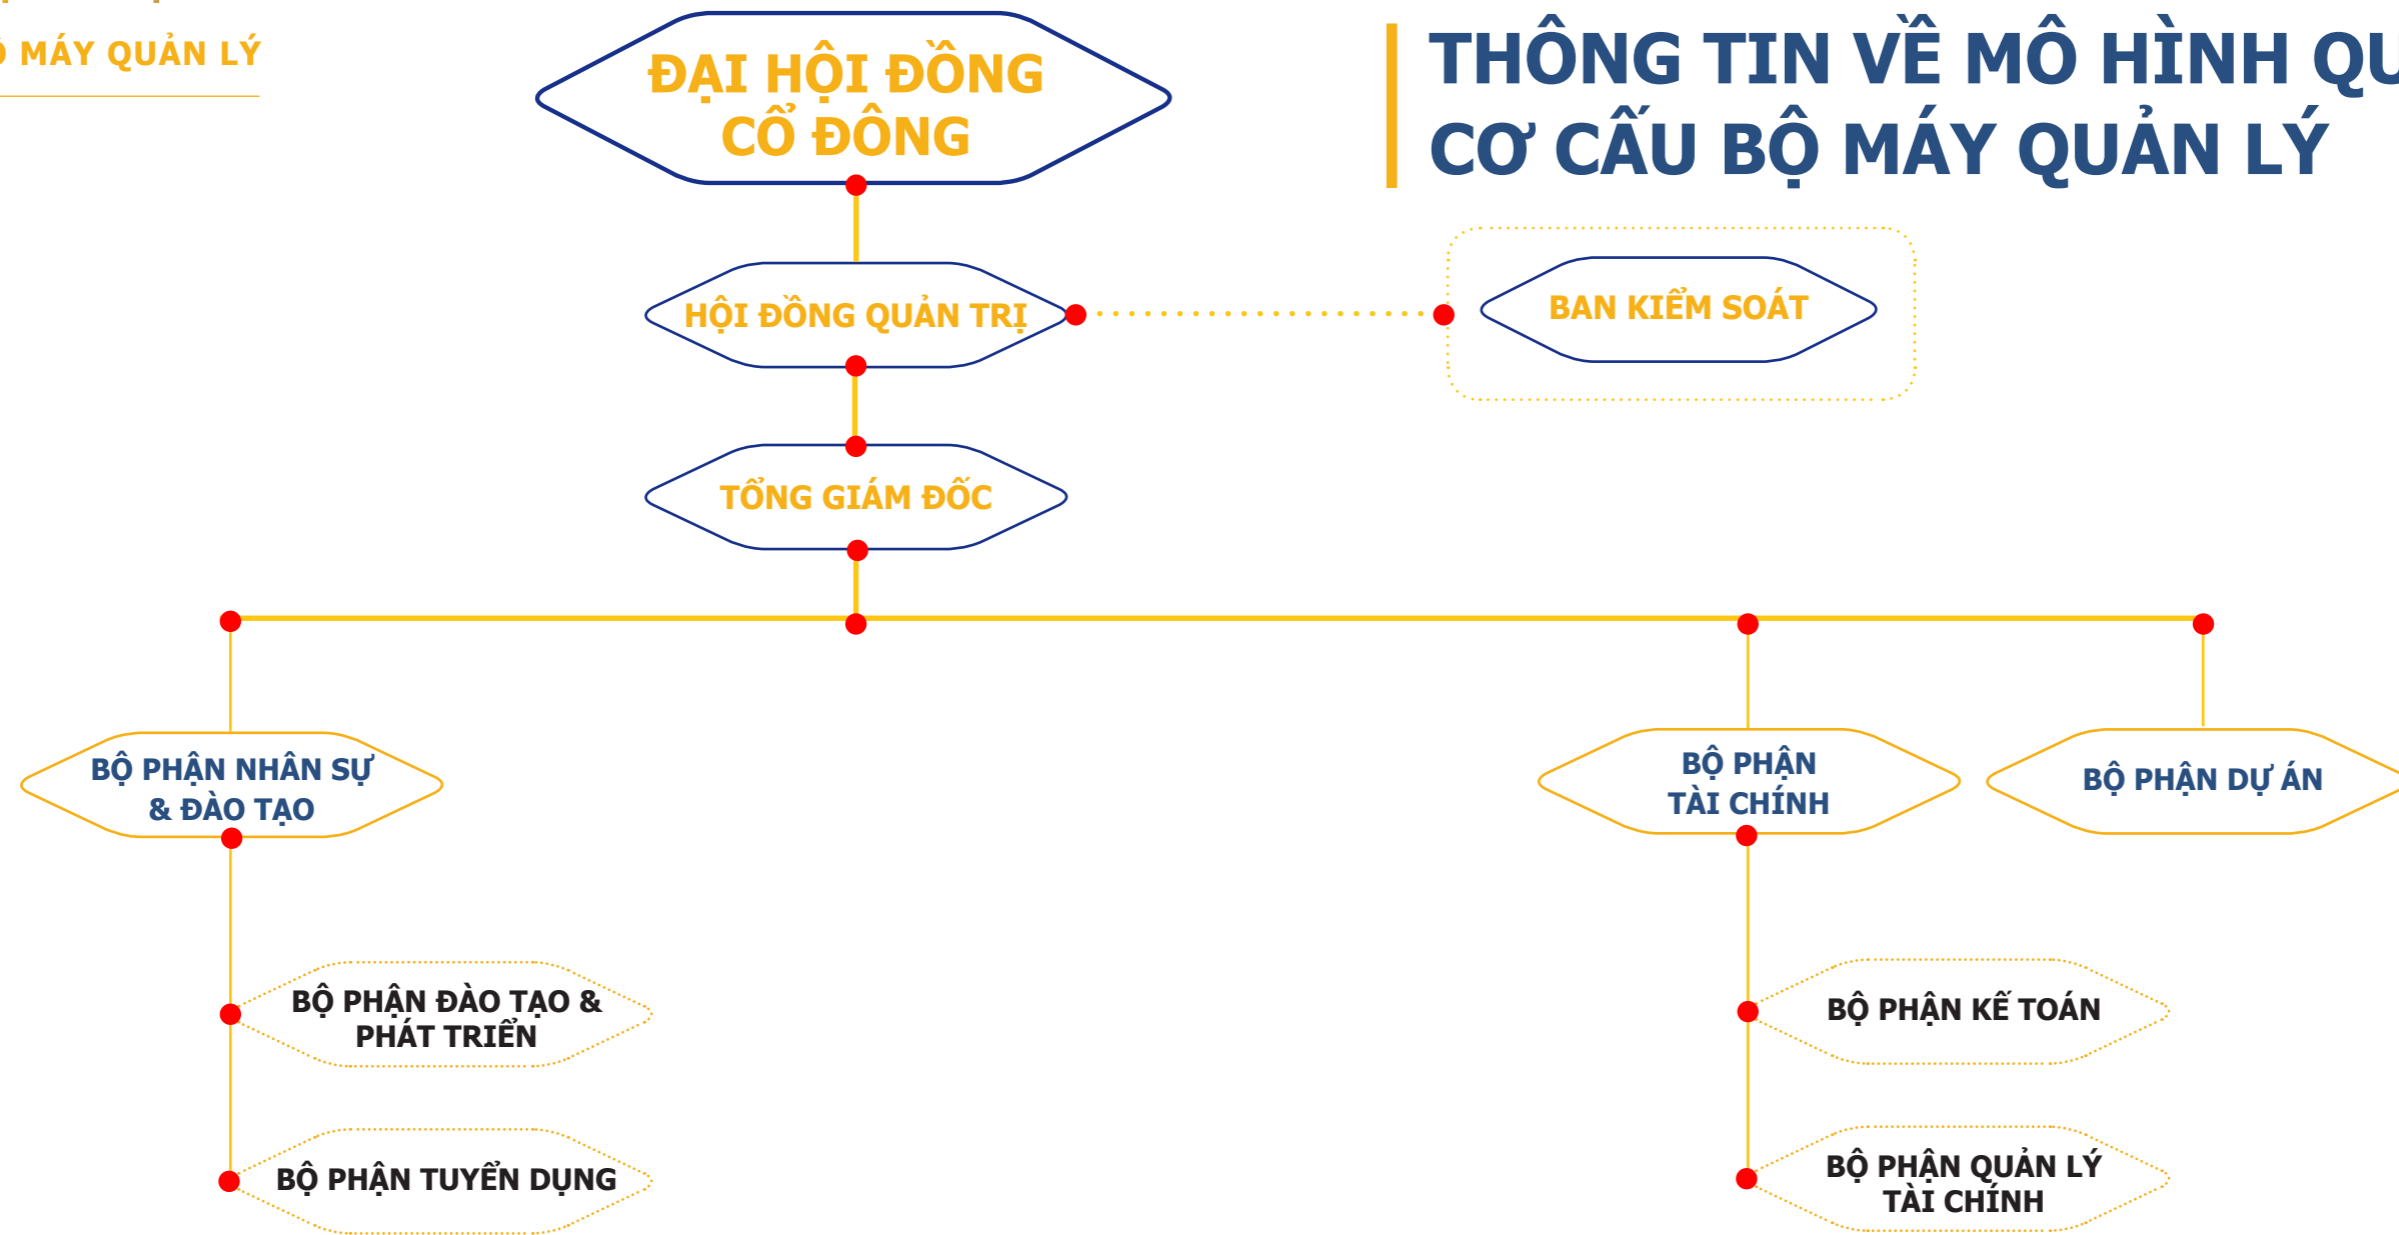 MÁY QUẢN LÝ
ĐẠI HỘI ĐỒNG
CỔ ĐÔNG
THÔNG TIN VỀ MÔ HÌNH
CƠ CẤU BỘ MÁY QUẢN LÝ
HỘI ĐỒNG QUẢN TRỊ
BAN KIỂM SOÁT
TỔNG GIÁM ĐỐC
BỘ PHẬN NHÂN SỰ
& ĐÀO TẠO
BỘ PHẬN
TÀI CHÍNH
BỘ PHẬN DỰ ÁN
BỘ PHẬN ĐÀO TẠO &
PHÁT TRIỂN
BỘ PHẬN KẾ TOÁN
BỘ PHẬN TUYỂN DỤNG
BỘ PHẬN QUẢN LÝ
TÀI CHÍNH